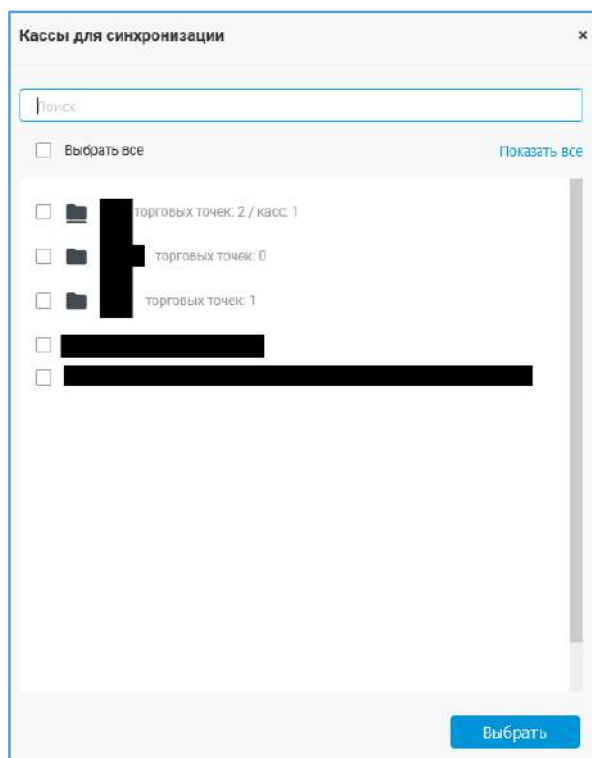 Кассы для синхронизации ×
Поиск
Выбрать все Показать все
торговых точек: 2 / касс: 1
торговых точек: 0
торговых точек: 1
Выбрать